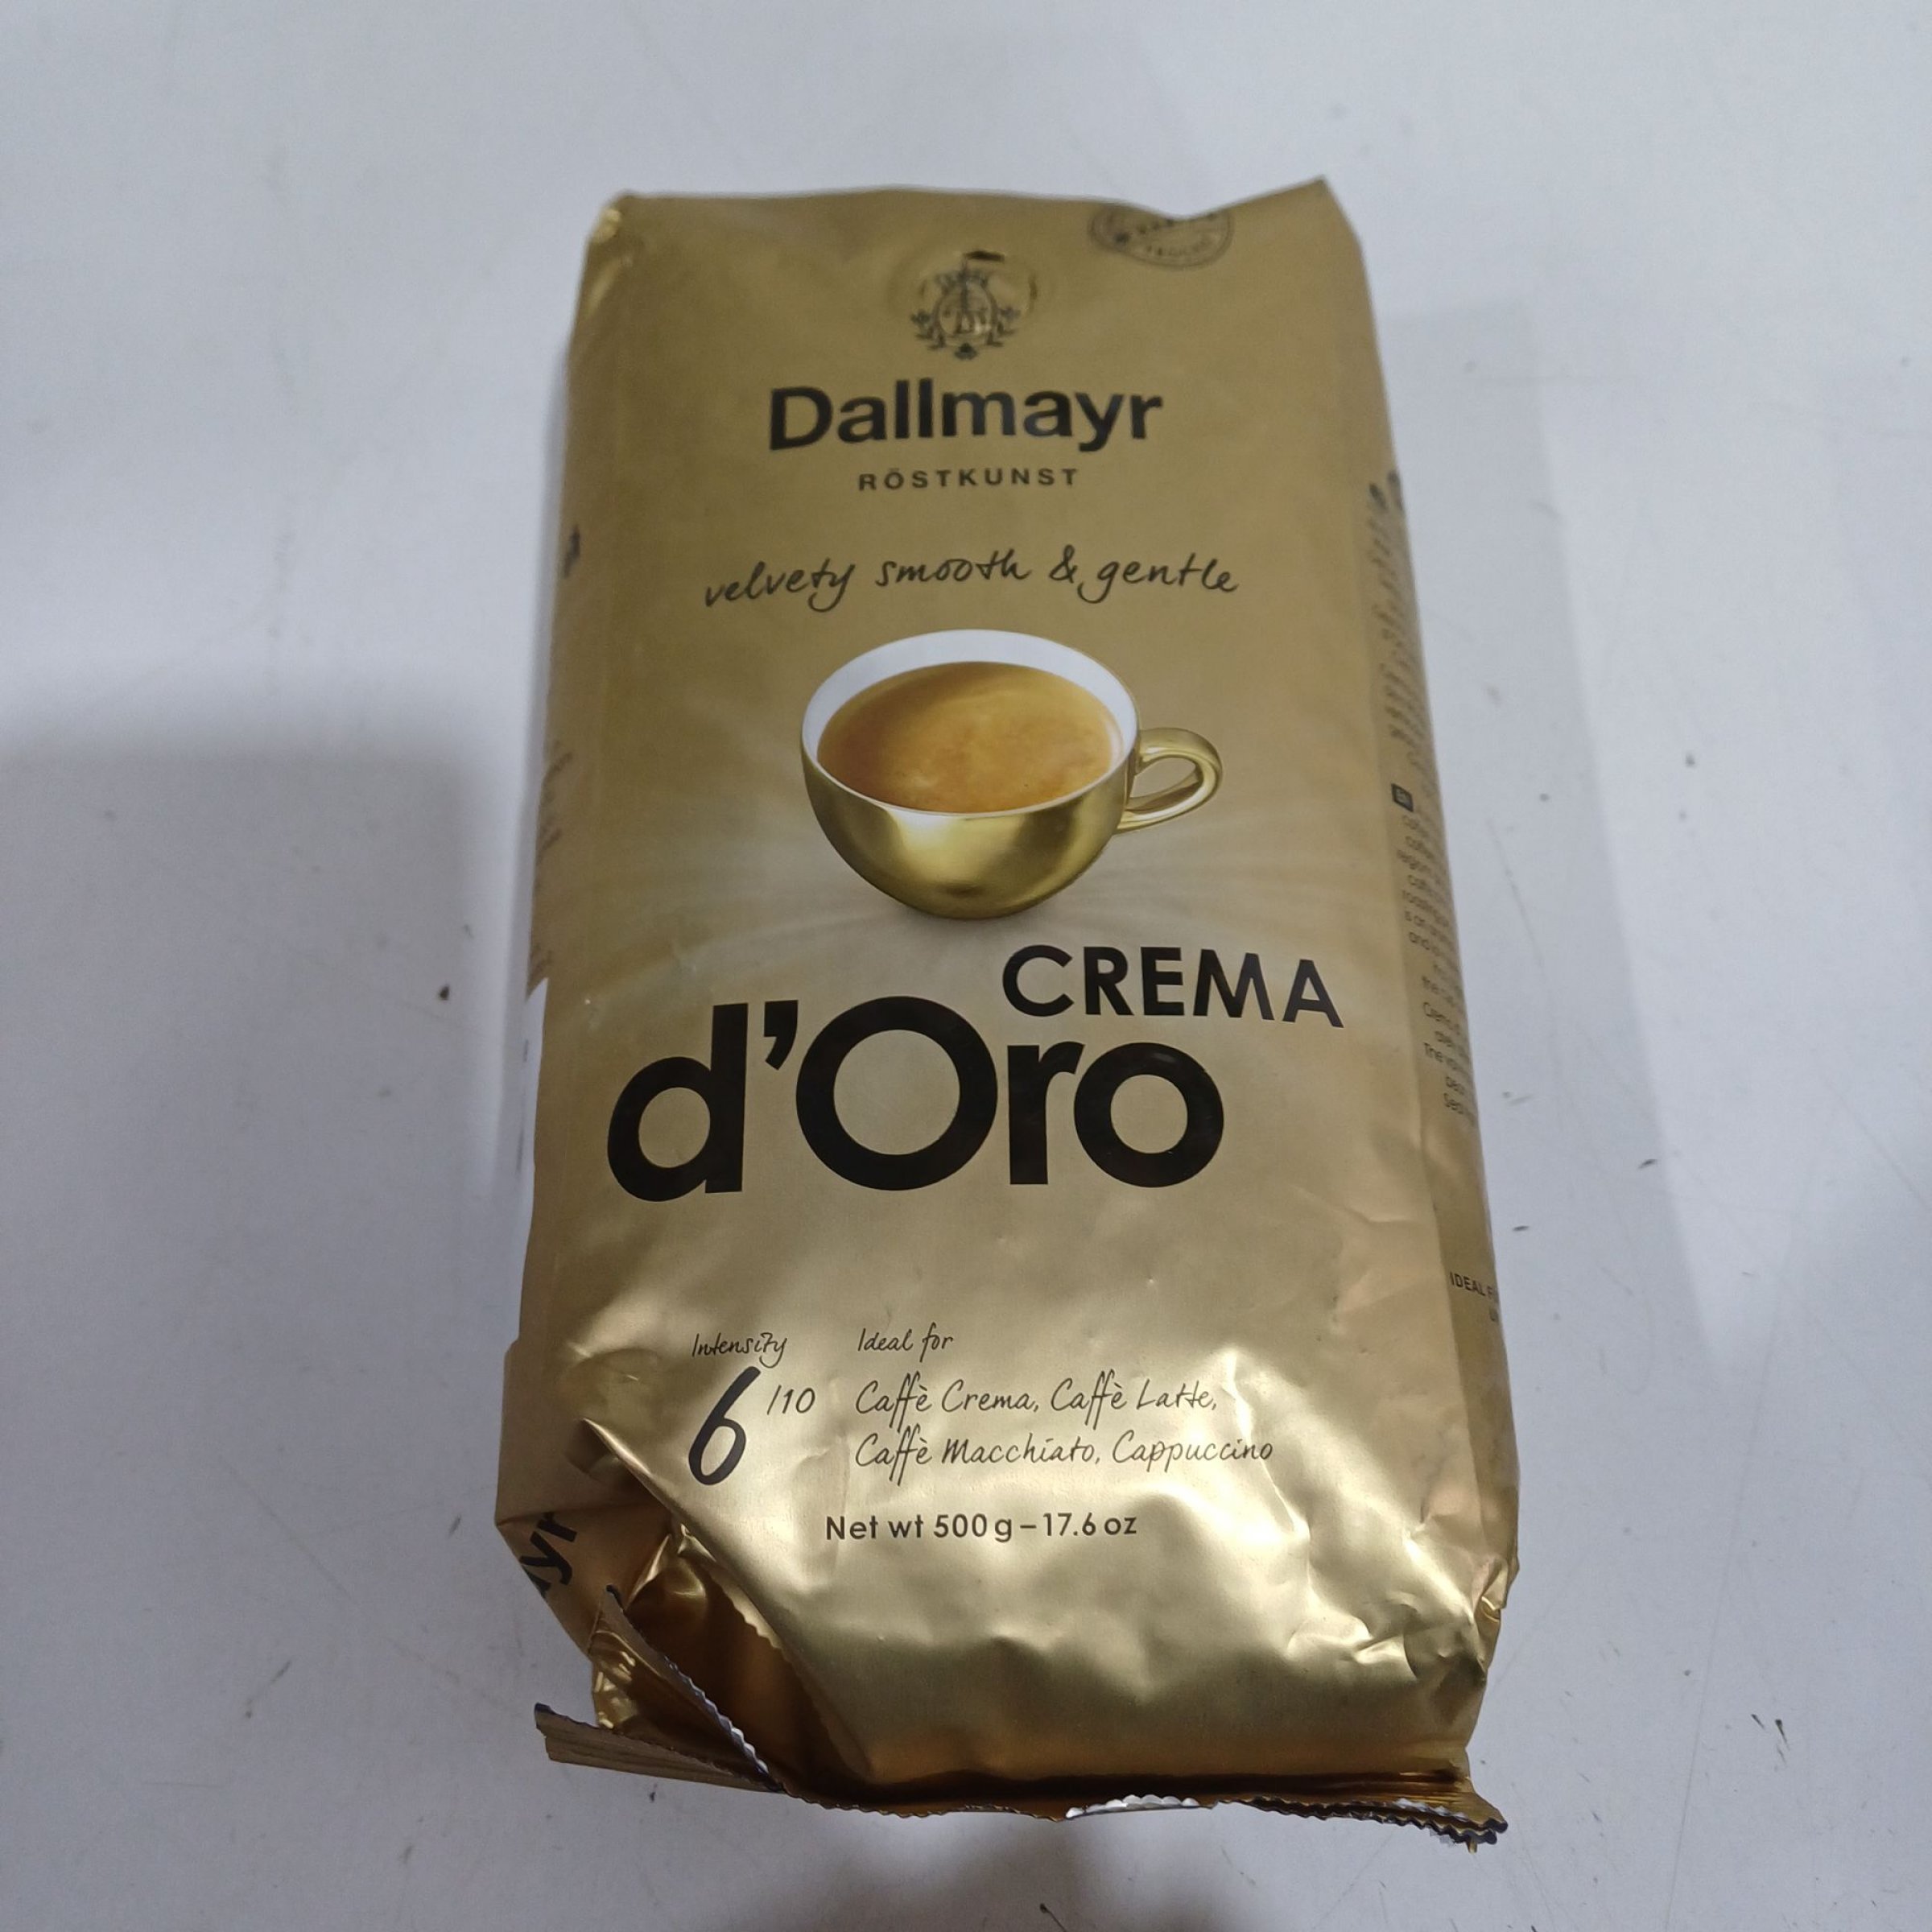 Dallmayr
RÖSTKUNST
velvety smooth & gentle
CREMA
d'Oro
Intensity
6/10
Ideal for
Caffè Crema, Caffè Latte,
Caffè Macchiato, Cappuccino
Net wt 500 g – 17.6 oz
IDEAL